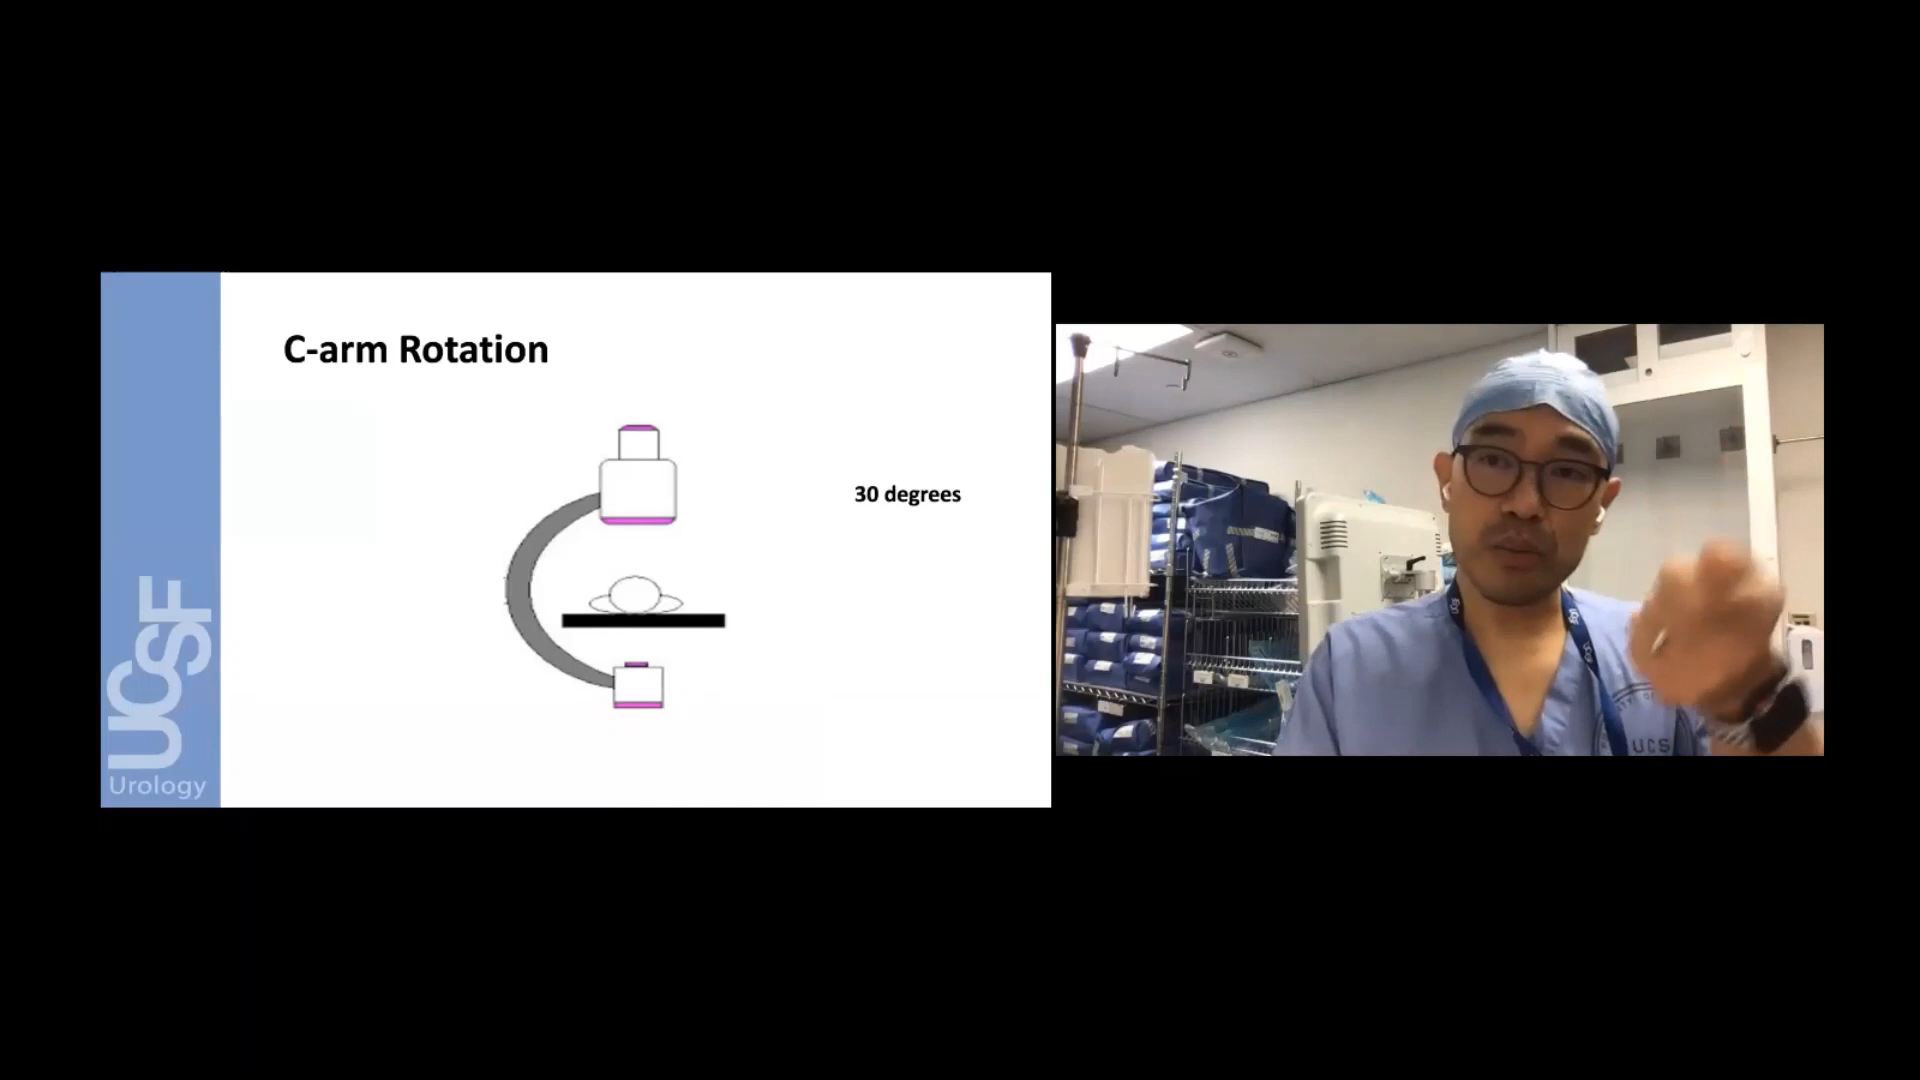 C-arm Rotation
30 degrees
UCSF
Urology
UCS